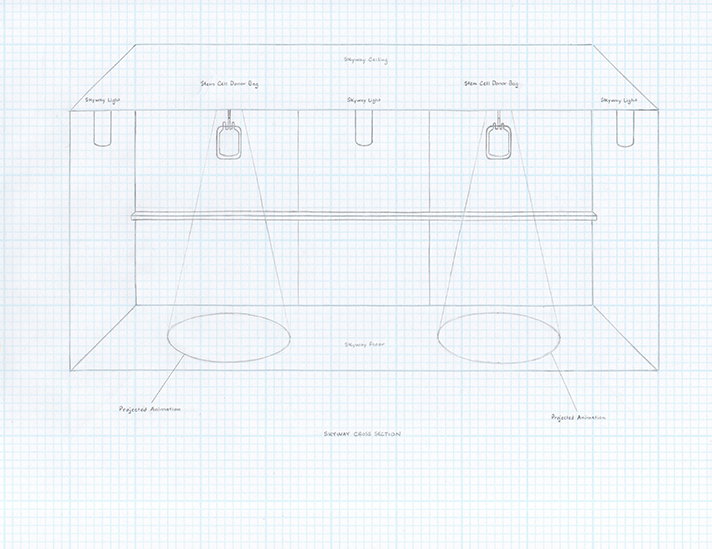 Skyway Ceiling
Stem Cell Donor Bag
Stem Cell Donor Bag
Skyway Light
Skyway Light
Skyway Light
Skyway Floor
Projected Animation
Projected Animation
SKYWAY CROSS SECTION